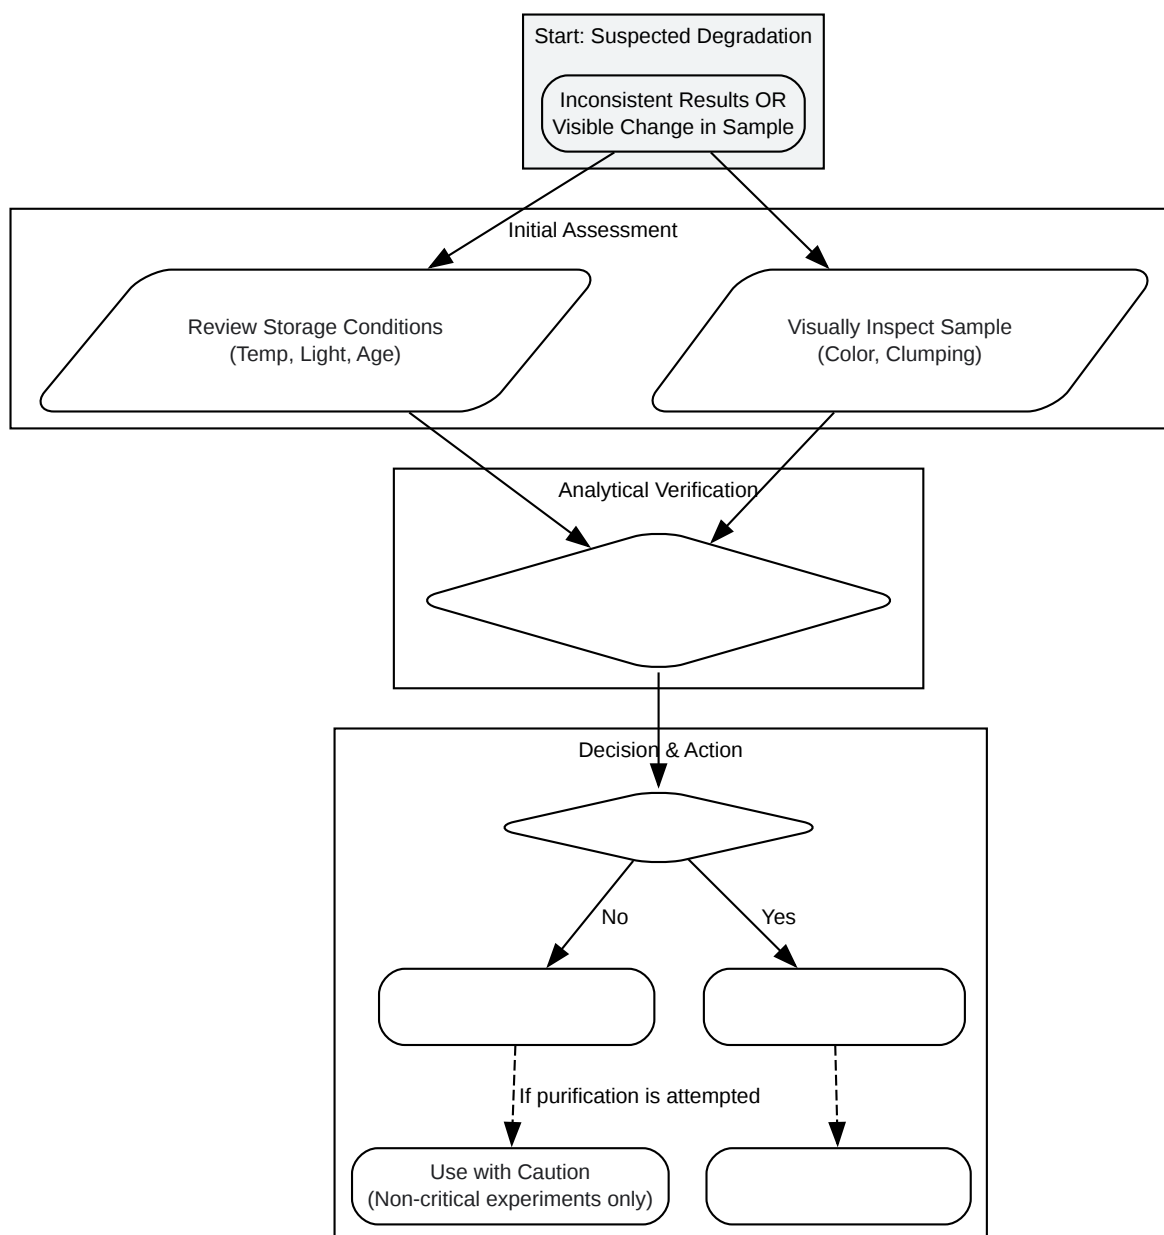 Start: Suspected Degradation
Inconsistent Results OR
Visible Change in Sample
Initial Assessment
Review Storage Conditions
(Temp, Light, Age)
Visually Inspect Sample
(Color, Clumping)
Analytical Verification
Decision & Action
No
Yes
If purification is attempted
Use with Caution
(Non-critical experiments only)